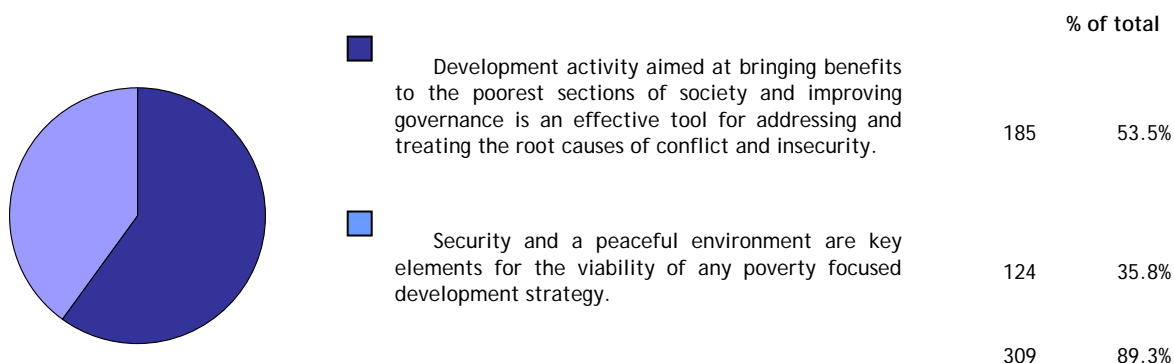 % of total
Development activity aimed at bringing benefits
to the poorest sections of society and improving
governance is an effective tool for addressing and
treating the root causes of conflict and insecurity.
185 53.5%
Security and a peaceful environment are key
elements for the viability of any poverty focused
development strategy.
124 35.8%
309 89.3%